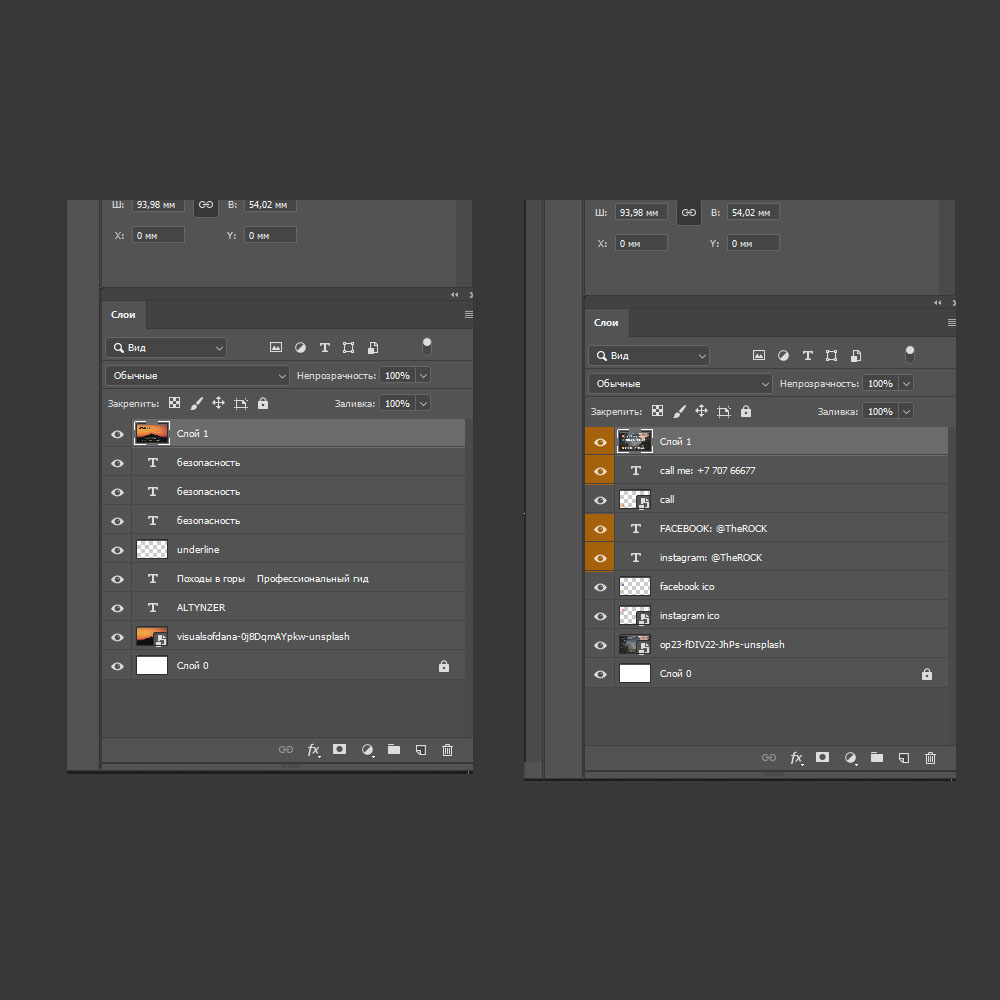 Ш: 93,98 мм В: 54,02 мм
X: 0 мм Y: 0 мм
Слои
Вид
Обычные Непрозрачность: 100%
Закрепить: Заливка: 100%
Слой 1
T безопасность
T безопасность
T безопасность
underline
T Походы в горы Профессиональный гид
T ALTYNZER
visualsofdana-0j8DqmAYpkw-unsplash
Слой 0
fx
Ш: 93,98 мм В: 54,02 мм
X: 0 мм Y: 0 мм
Слои
Вид
Обычные Непрозрачность: 100%
Закрепить: Заливка: 100%
Слой 1
T call me: +7 707 66677
call
T FACEBOOK: @TheROCK
T instagram: @TheROCK
facebook ico
instagram ico
op23-fDIV22-JhPs-unsplash
Слой 0
fx